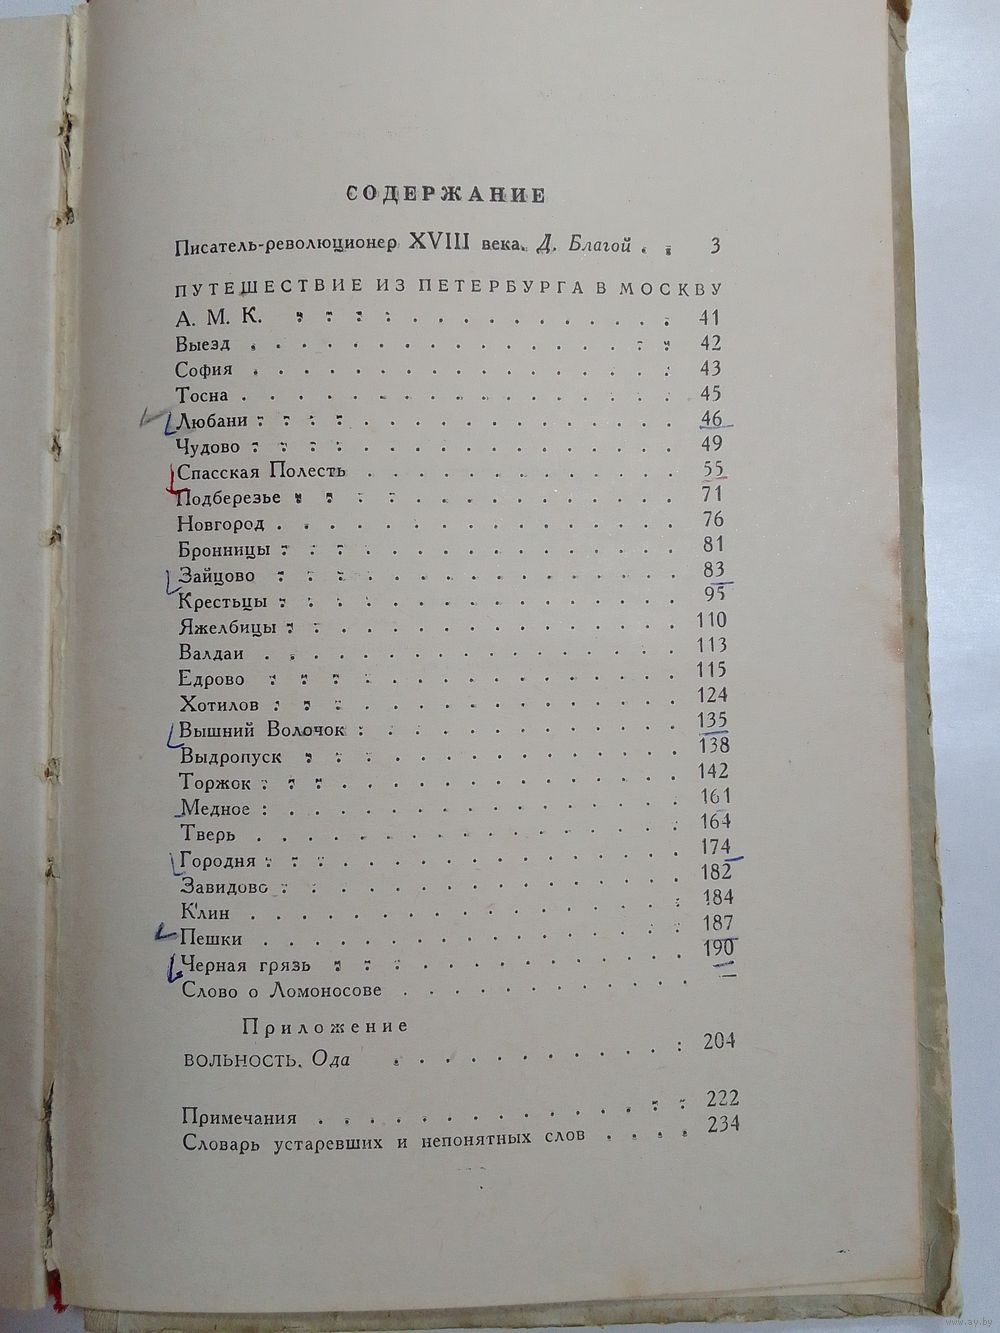 СОДЕРЖАНИЕ
Писатель-революционер XVIII века. Д. Благой . . 3
ПУТЕШЕСТВИЕ ИЗ ПЕТЕРБУРГА В МОСКВУ
А. М. К. . . . . . . . . . . . . . . 41
Выезд . . . . . . . . . . . . . . . 42
София . . . . . . . . . . . . . . . 43
Тосна . . . . . . . . . . . . . . . 45
Любани . . . . . . . . . . . . . . . 46
Чудово . . . . . . . . . . . . . . . 49
Спасская Полесть . . . . . . . . . . . . 55
Подберезье . . . . . . . . . . . . . . 71
Новгород . . . . . . . . . . . . . . . 76
Бронницы . . . . . . . . . . . . . . . 81
Зайцово . . . . . . . . . . . . . . . 83
Крестьцы . . . . . . . . . . . . . . . 95
Яжелбицы . . . . . . . . . . . . . . . 110
Валдаи . . . . . . . . . . . . . . . 113
Едрово . . . . . . . . . . . . . . . 115
Хотилов . . . . . . . . . . . . . . . 124
Вышний Волочок . . . . . . . . . . . . 135
Выдропуск . . . . . . . . . . . . . . 138
Торжок . . . . . . . . . . . . . . . 142
Медное . . . . . . . . . . . . . . . 161
Тверь . . . . . . . . . . . . . . . 164
Городня . . . . . . . . . . . . . . . 174
Завидово . . . . . . . . . . . . . . . 182
Клин . . . . . . . . . . . . . . . 184
Пешки . . . . . . . . . . . . . . . 187
Черная грязь . . . . . . . . . . . . . 190
Слово о Ломоносове . . . . . . . . . . . —
Приложение
ВОЛЬНОСТЬ. Ода . . . . . . . . . . . . 204
Примечания . . . . . . . . . . . . . . 222
Словарь устаревших и непонятных слов . . . . 234
www.ay.by